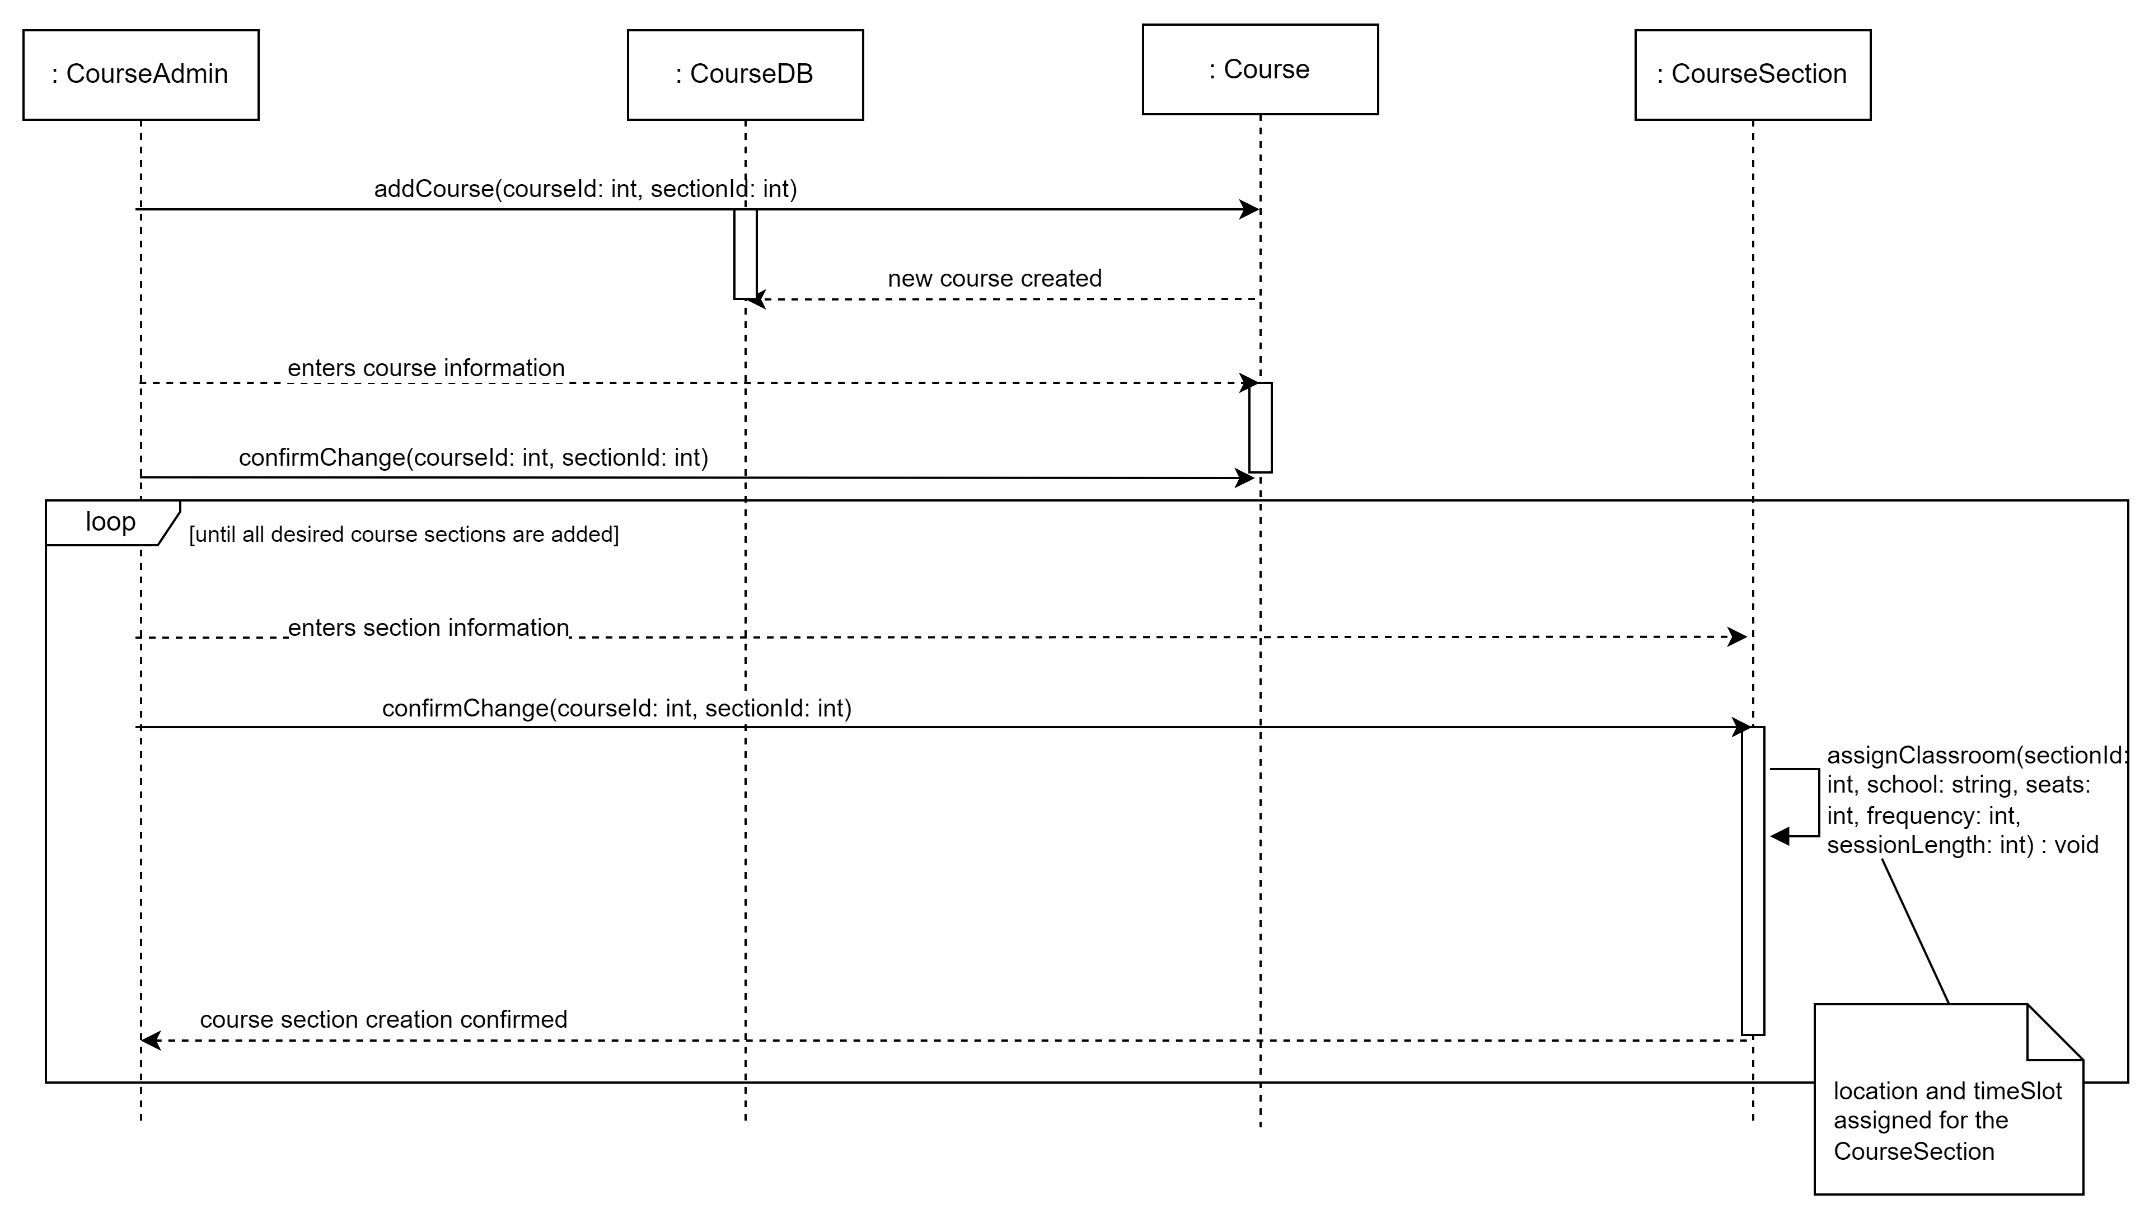 : CourseAdmin
: CourseDB
: Course
: CourseSection
addCourse(courseId: int, sectionId: int)
new course created
enters course information
confirmChange(courseId: int, sectionId: int)
loop
[until all desired course sections are added]
enters section information
confirmChange(courseId: int, sectionId: int)
assignClassroom(sectionId:
int, school: string, seats:
int, frequency: int,
sessionLength: int) : void
course section creation confirmed
location and timeSlot
assigned for the
CourseSection